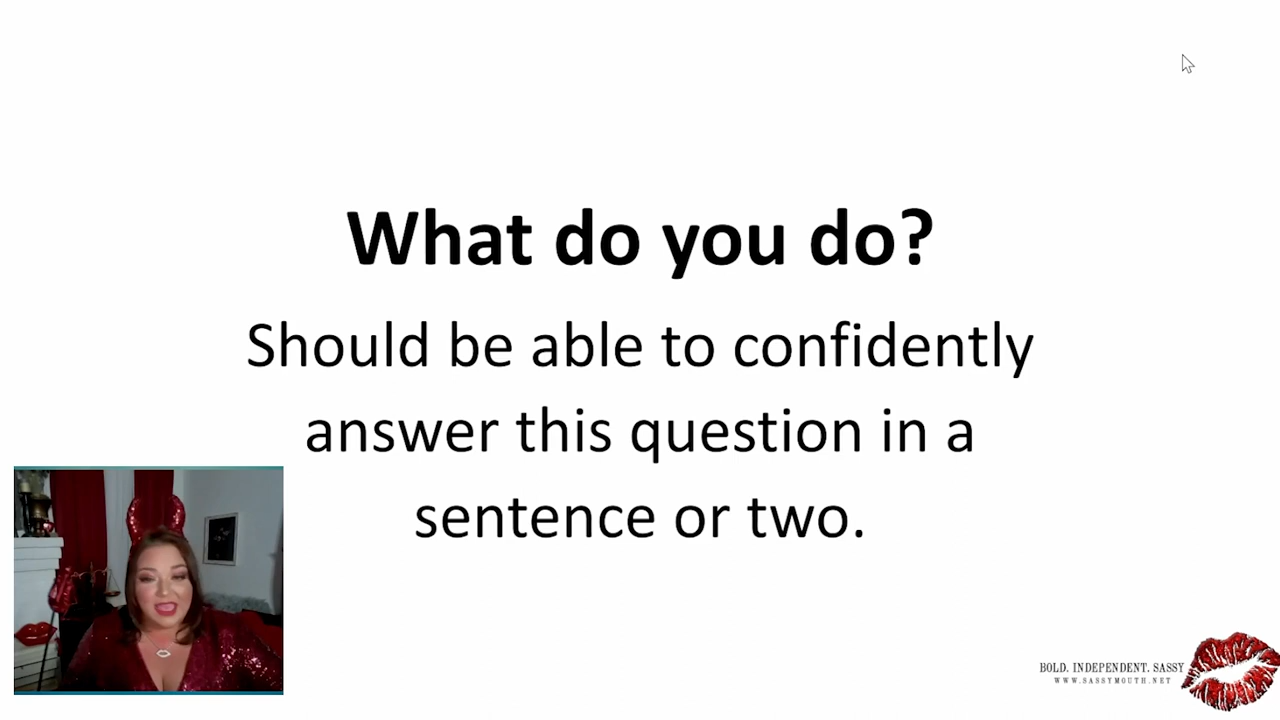 What do you do?
Should be able to confidently
answer this question in a
sentence or two.
BOLD. INDEPENDENT. SASSY
WWW.SASSYMOUTH.NET